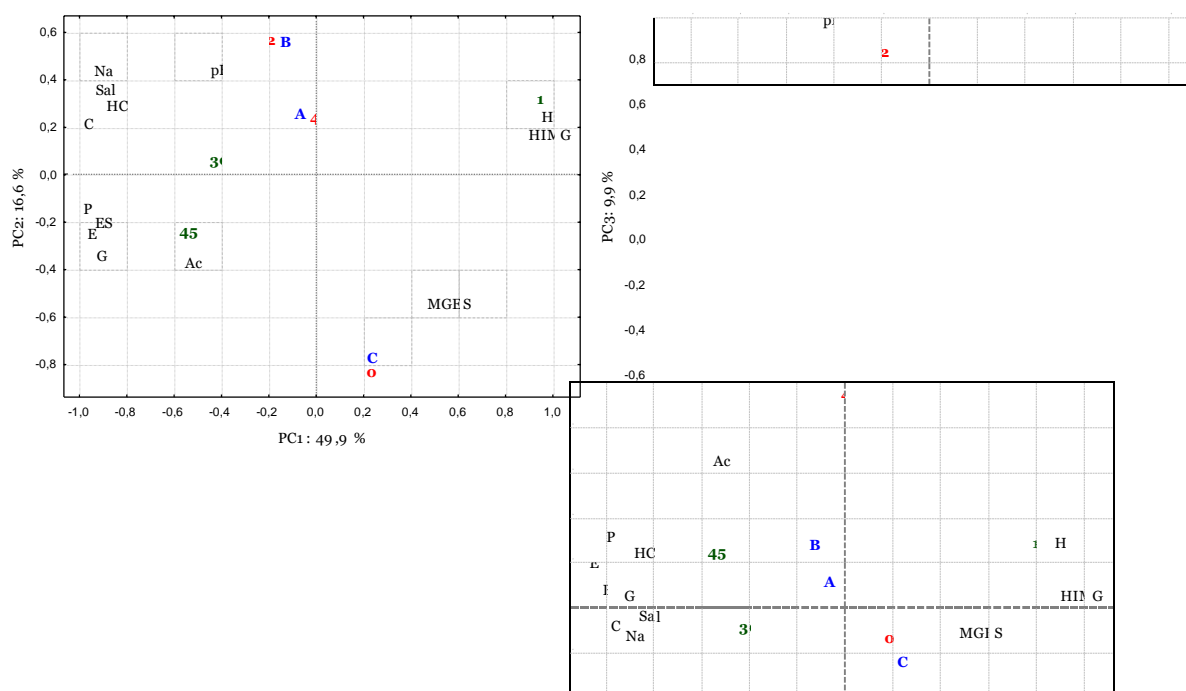 0,6
2 B
Na
Sal
HC
C
0,4
A
1
H
HIM G
0,2
0,0
P
ES
E
G
-0,2
45
Ac
-0,4
MGES
-0,6
C
0
-0,8
PC2: 16,6 %
-1,0 -0,8 -0,6 -0,4 -0,2 0,0 0,2 0,4 0,6 0,8 1,0
PC1: 49,9 %
2
0,8
0,6
0,4
0,2
0,0
-0,2
-0,4
-0,6
PC3: 9,9 %
Ac
P
HC
45
B
1
H
E
A
G
HIM G
Sal
C
Na
0
MG S
C